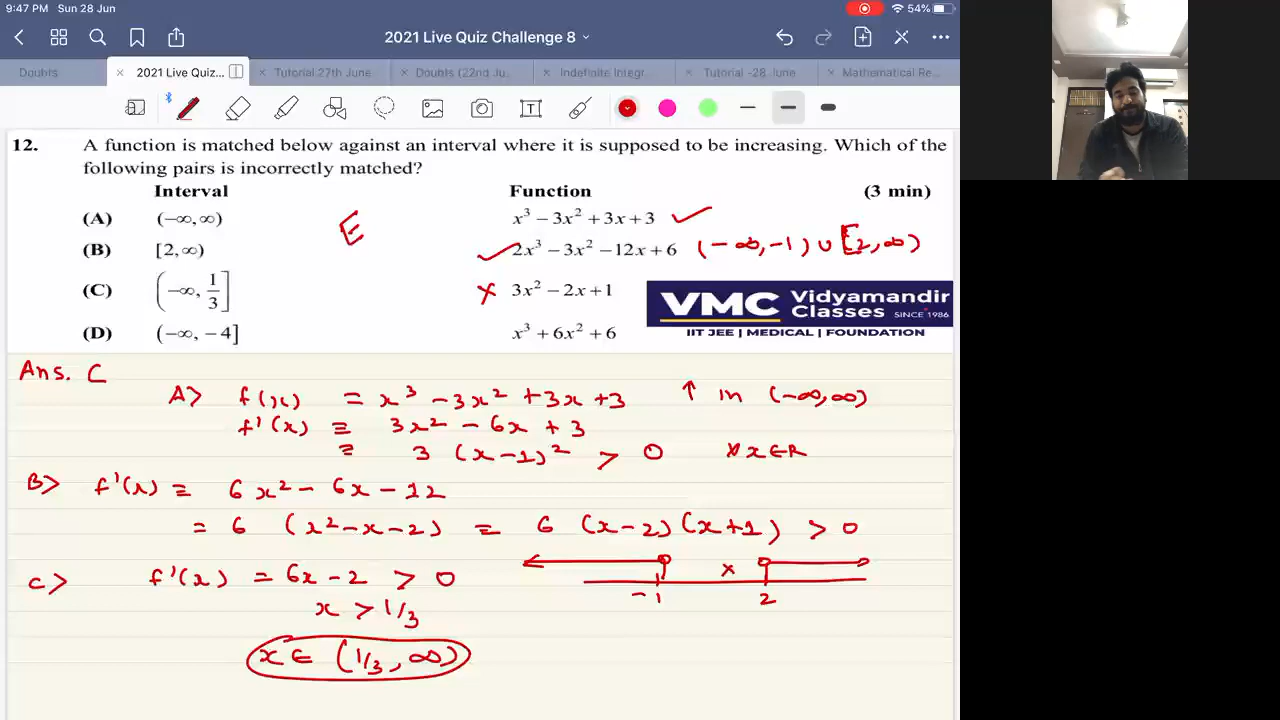 9:47 PM Sun 28 Jun
54%
2021 Live Quiz Challenge 8
Doubts
2021 Live Quiz...
Tutorial 27th June
Doubts (22nd Ju...
Indefinite Integr...
Tutorial -28 June
Mathematical Re...
12. A function is matched below against an interval where it is supposed to be increasing. Which of the
following pairs is incorrectly matched?
Interval Function (3 min)
(A) (-∞,∞) x³ − 3x² + 3x + 3
(B) [2,∞) 2x³ − 3x² − 12x + 6 (-∞,-1) ∪ [2,∞)
(C) (-∞, 1/3] 3x² − 2x + 1
(D) (-∞, −4] x³ + 6x² + 6
E
VMC Vidyamandir
Classes SINCE 1986
IIT JEE | MEDICAL | FOUNDATION
Ans. C
A> f(x) = x³ − 3x² + 3x + 3 ↑ in (-∞,∞)
f'(x) = 3x² − 6x + 3
= 3 (x−1)² > 0 ∀ x∈R
B> f'(x) = 6x² − 6x − 12
= 6 (x²−x−2) = 6 (x−2)(x+1) > 0
-1 2
C> f'(x) = 6x − 2 > 0
x > 1/3
x ∈ (1/3, ∞)